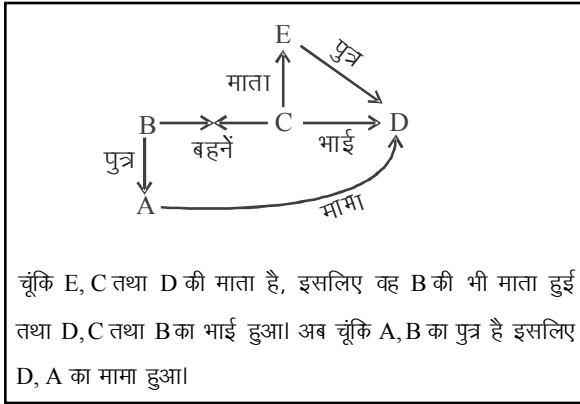 E
पुत्र
माता
B C D
बहनें भाई
पुत्र
A
मामा
चूंकि E, C तथा D की माता है, इसलिए वह B की भी माता हुई
तथा D, C तथा B का भाई हुआ। अब चूंकि A, B का पुत्र है इसलिए
D, A का मामा हुआ।